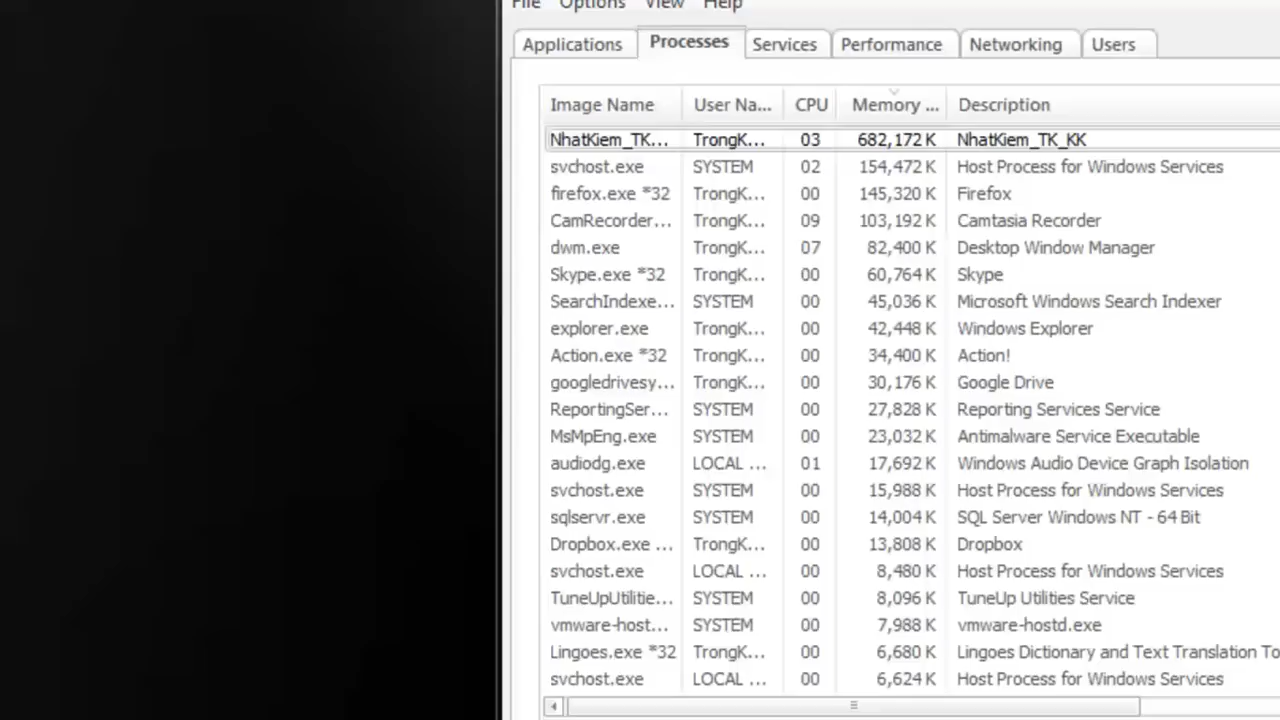 File Options View Help
Applications Processes Services Performance Networking Users
Image Name User Na... CPU Memory ... Description
NhatKiem_TK... TrongK... 03 682,172 K NhatKiem_TK_KK
svchost.exe SYSTEM 02 154,472 K Host Process for Windows Services
firefox.exe *32 TrongK... 00 145,320 K Firefox
CamRecorder... TrongK... 09 103,192 K Camtasia Recorder
dwm.exe TrongK... 07 82,400 K Desktop Window Manager
Skype.exe *32 TrongK... 00 60,764 K Skype
SearchIndexe... SYSTEM 00 45,036 K Microsoft Windows Search Indexer
explorer.exe TrongK... 00 42,448 K Windows Explorer
Action.exe *32 TrongK... 00 34,400 K Action!
googledrivesy... TrongK... 00 30,176 K Google Drive
ReportingSer... SYSTEM 00 27,828 K Reporting Services Service
MsMpEng.exe SYSTEM 00 23,032 K Antimalware Service Executable
audiodg.exe LOCAL ... 01 17,692 K Windows Audio Device Graph Isolation
svchost.exe SYSTEM 00 15,988 K Host Process for Windows Services
sqlservr.exe SYSTEM 00 14,004 K SQL Server Windows NT - 64 Bit
Dropbox.exe ... TrongK... 00 13,808 K Dropbox
svchost.exe LOCAL ... 00 8,480 K Host Process for Windows Services
TuneUpUtilitie... SYSTEM 00 8,096 K TuneUp Utilities Service
vmware-host... SYSTEM 00 7,988 K vmware-hostd.exe
Lingoes.exe *32 TrongK... 00 6,680 K Lingoes Dictionary and Text Translation To
svchost.exe LOCAL ... 00 6,624 K Host Process for Windows Services